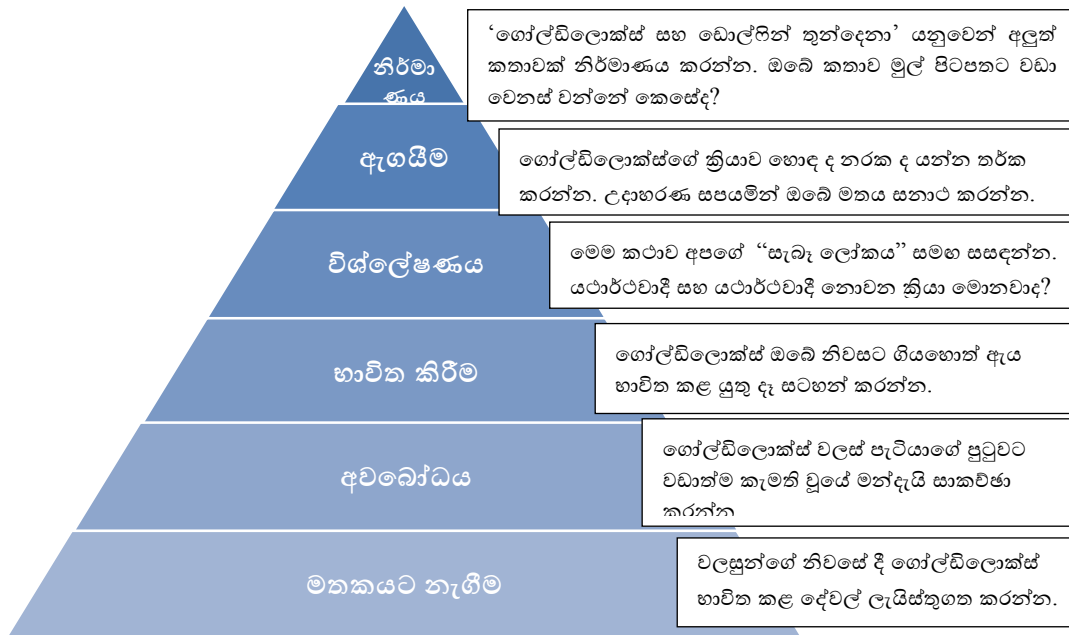 නිර්මා
ණය
‘ගෝල්ඩිලොක්ස් සහ ඩොල්ෆින් තුන්දෙනා’ යනුවෙන් අලුත්
කතාවක් නිර්මාණය කරන්න. ඔබේ කතාව මුල් පිටපතට වඩා
වෙනස් වන්නේ කෙසේද?
ඇගයීම
ගෝල්ඩිලොක්ස්ගේ ක්‍රියාව හොඳ ද නරක ද යන්න තර්ක
කරන්න. උදාහරණ සපයමින් ඔබේ මතය සනාථ කරන්න.
විශ්ලේෂණය
මෙම කථාව අපගේ “සැබෑ ලෝකය” සමඟ සසඳන්න.
යථාර්ථවාදී සහ යථාර්ථවාදී නොවන ක්‍රියා මොනවාද?
භාවිත කිරීම
ගෝල්ඩිලොක්ස් ඔබේ නිවසට ගියහොත් ඇය
භාවිත කළ යුතු දෑ සටහන් කරන්න.
අවබෝධය
ගෝල්ඩිලොක්ස් වලස් පැටියාගේ පුටුවට
වඩාත්ම කැමති වූයේ මන්දැයි සාකච්ඡා
කරන්න
මතකයට නැගීම
වලසුන්ගේ නිවසේ දී ගෝල්ඩිලොක්ස්
භාවිත කළ දේවල් ලැයිස්තුගත කරන්න.